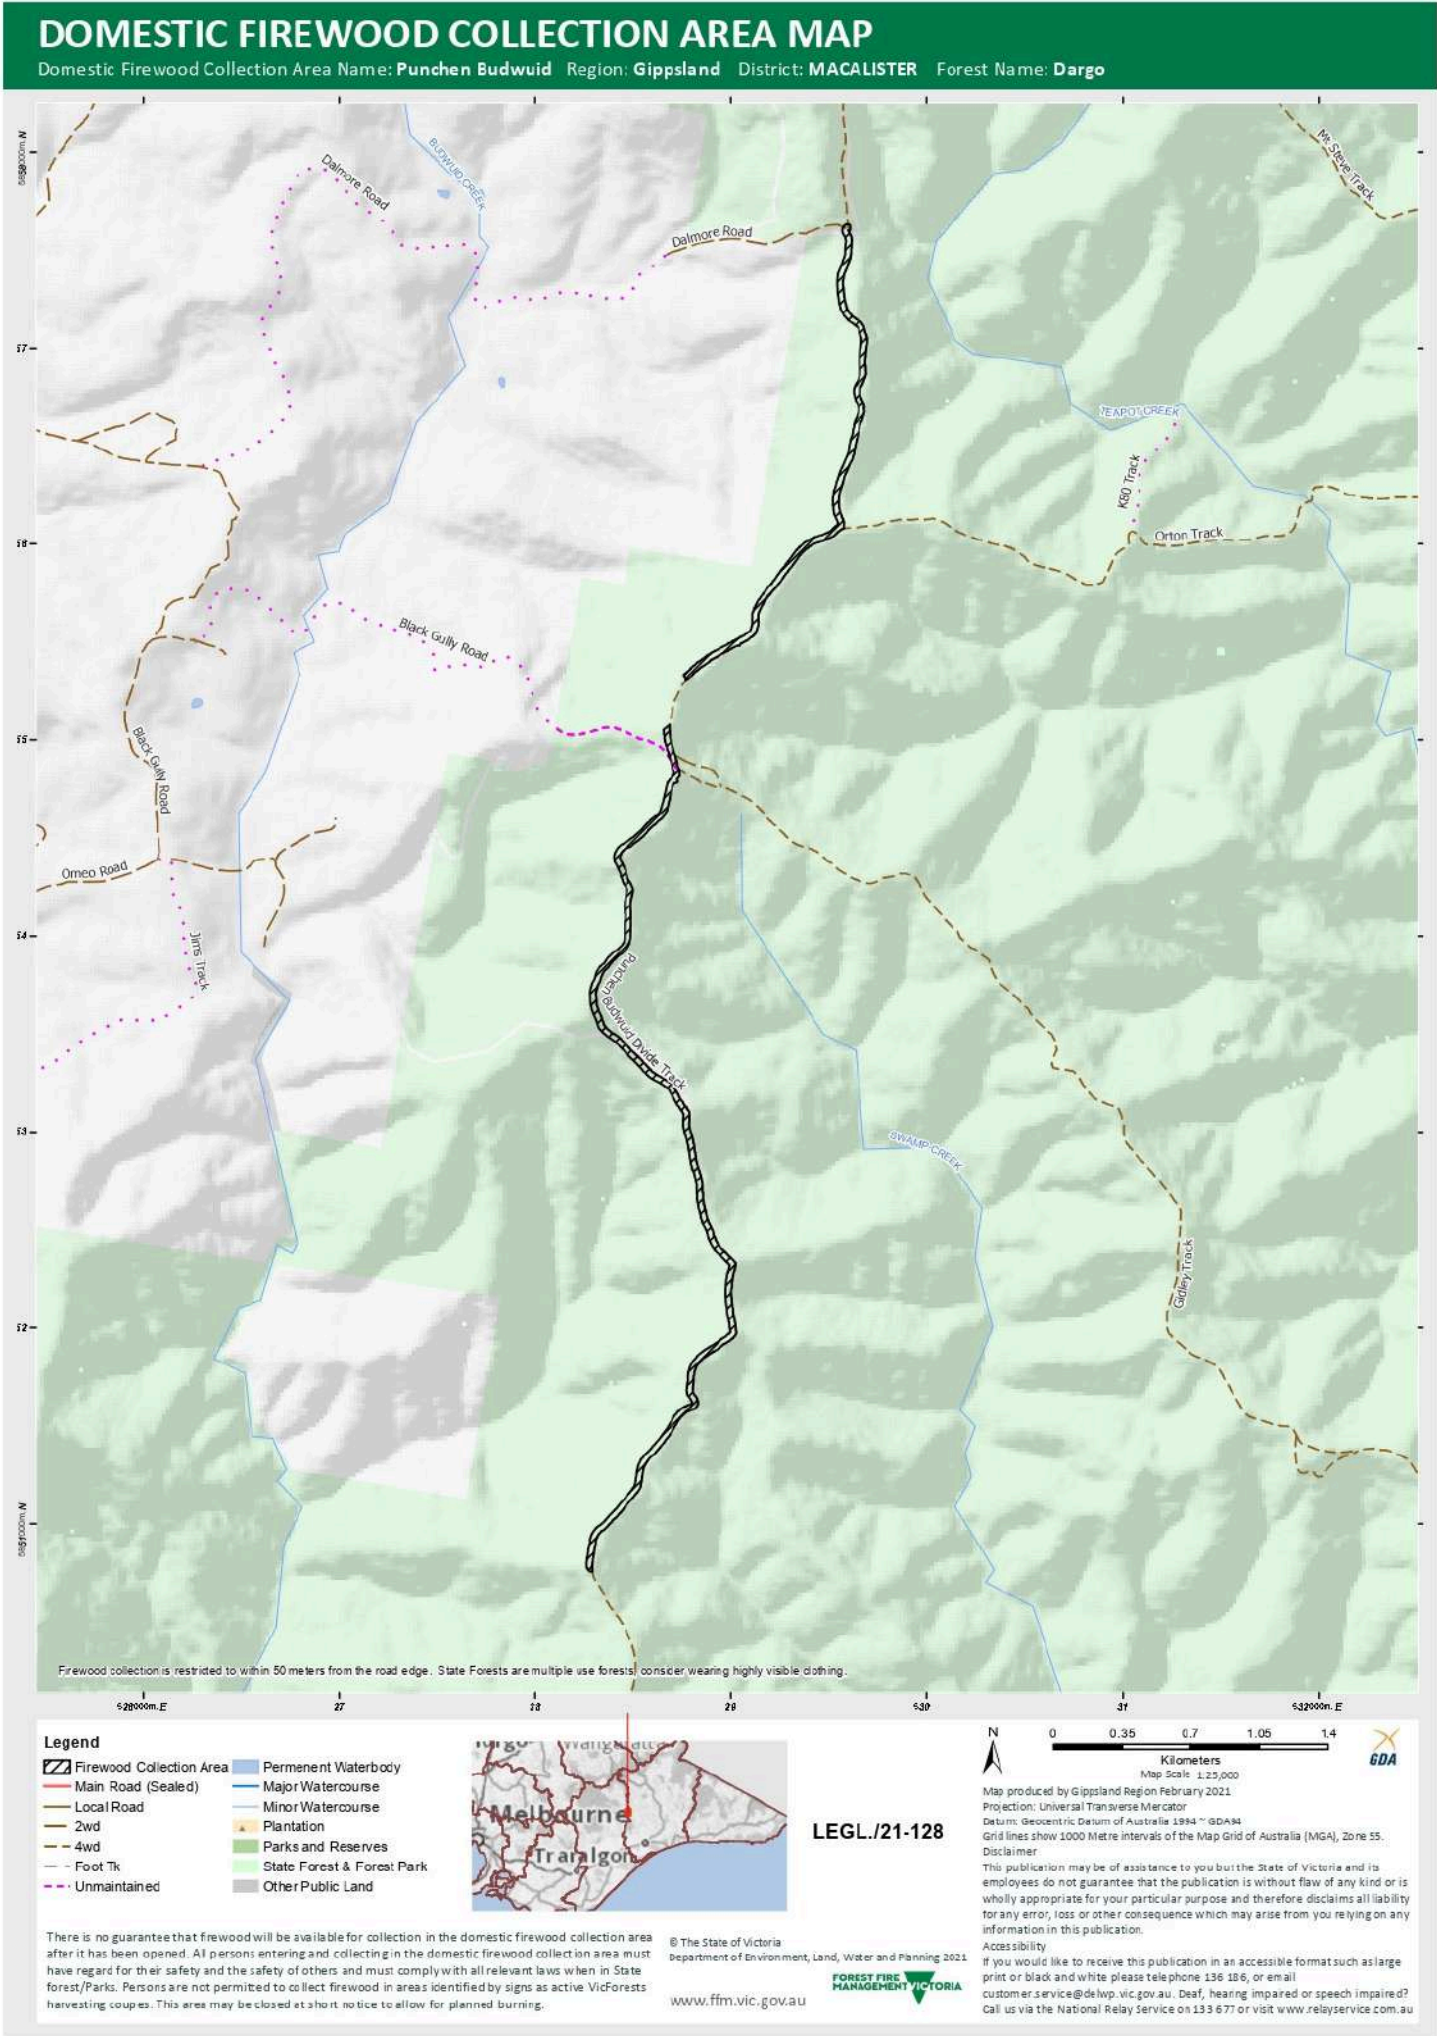 DOMESTIC FIREWOOD COLLECTION AREA MAP
Domestic Firewood Collection Area Name: Punchen Budwuid Region: Gippsland District: MACALISTER Forest Name: Dargo
Mt Steve Track
BUDWUID CREEK
Dalmore Road
Dalmore Road
57
TEAPOT CREEK
K80 Track
Orton Track
56
Black Gully Road
55
Black Gully Road
Omeo Road
54
Jims Track
Punchen
Budwuid Divide Track
53
SWAMP CREEK
Gidley Track
52
Firewood collection is restricted to within 50 meters from the road edge. State Forests are multiple use forests, consider wearing highly visible clothing.
27
28
29
530
31
532000m. E
Legend
Firewood Collection Area
Main Road (Sealed)
Local Road
2wd
4wd
Foot Tk
Unmaintained
Permenent Waterbody
Major Watercourse
Minor Watercourse
Plantation
Parks and Reserves
State Forest & Forest Park
Other Public Land
Melbourne
Traralgon
LEGL./21-128
N
0 0.35 0.7 1.05 1.4
Kilometers
Map Scale 1:25,000
GDA
Map produced by Gippsland Region February 2021
Projection: Universal Transverse Mercator
Datum: Geocentric Datum of Australia 1994 ~ GDA94
Grid lines show 1000 Metre intervals of the Map Grid of Australia (MGA), Zone 55.
Disclaimer
This publication may be of assistance to you but the State of Victoria and its
employees do not guarantee that the publication is without flaw of any kind or is
wholly appropriate for your particular purpose and therefore disclaims all liability
for any error, loss or other consequence which may arise from you relying on any
information in this publication.
Accessibility
If you would like to receive this publication in an accessible format such as large
print or black and white please telephone 136 186, or email
customer.service@delwp.vic.gov.au. Deaf, hearing impaired or speech impaired?
Call us via the National Relay Service on 133 677 or visit www.relayservice.com.au
There is no guarantee that firewood will be available for collection in the domestic firewood collection area
after it has been opened. All persons entering and collecting in the domestic firewood collection area must
have regard for their safety and the safety of others and must comply with all relevant laws when in State
forest/Parks. Persons are not permitted to collect firewood in areas identified by signs as active VicForests
harvesting coupes. This area may be closed at short notice to allow for planned burning.
© The State of Victoria
Department of Environment, Land, Water and Planning 2021
FOREST FIRE
MANAGEMENT VICTORIA
www.ffm.vic.gov.au